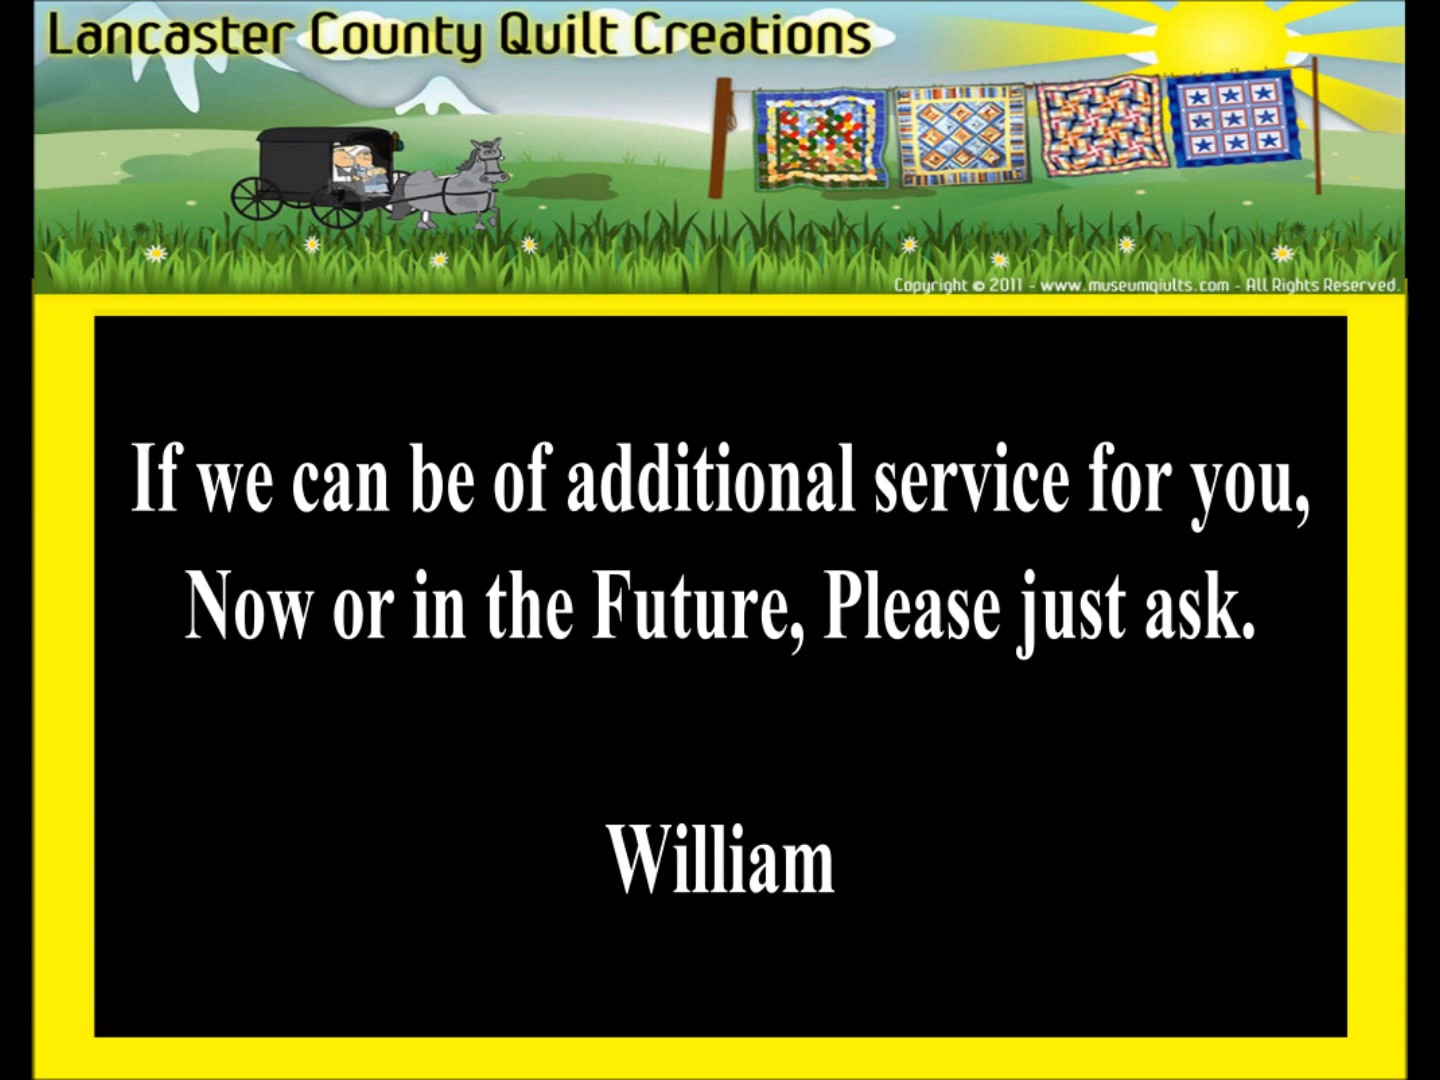 Lancaster County Quilt Creations
Copyright © 2011 - www.museumqiults.com - All Rights Reserved.
If we can be of additional service for you,
Now or in the Future, Please just ask.
William